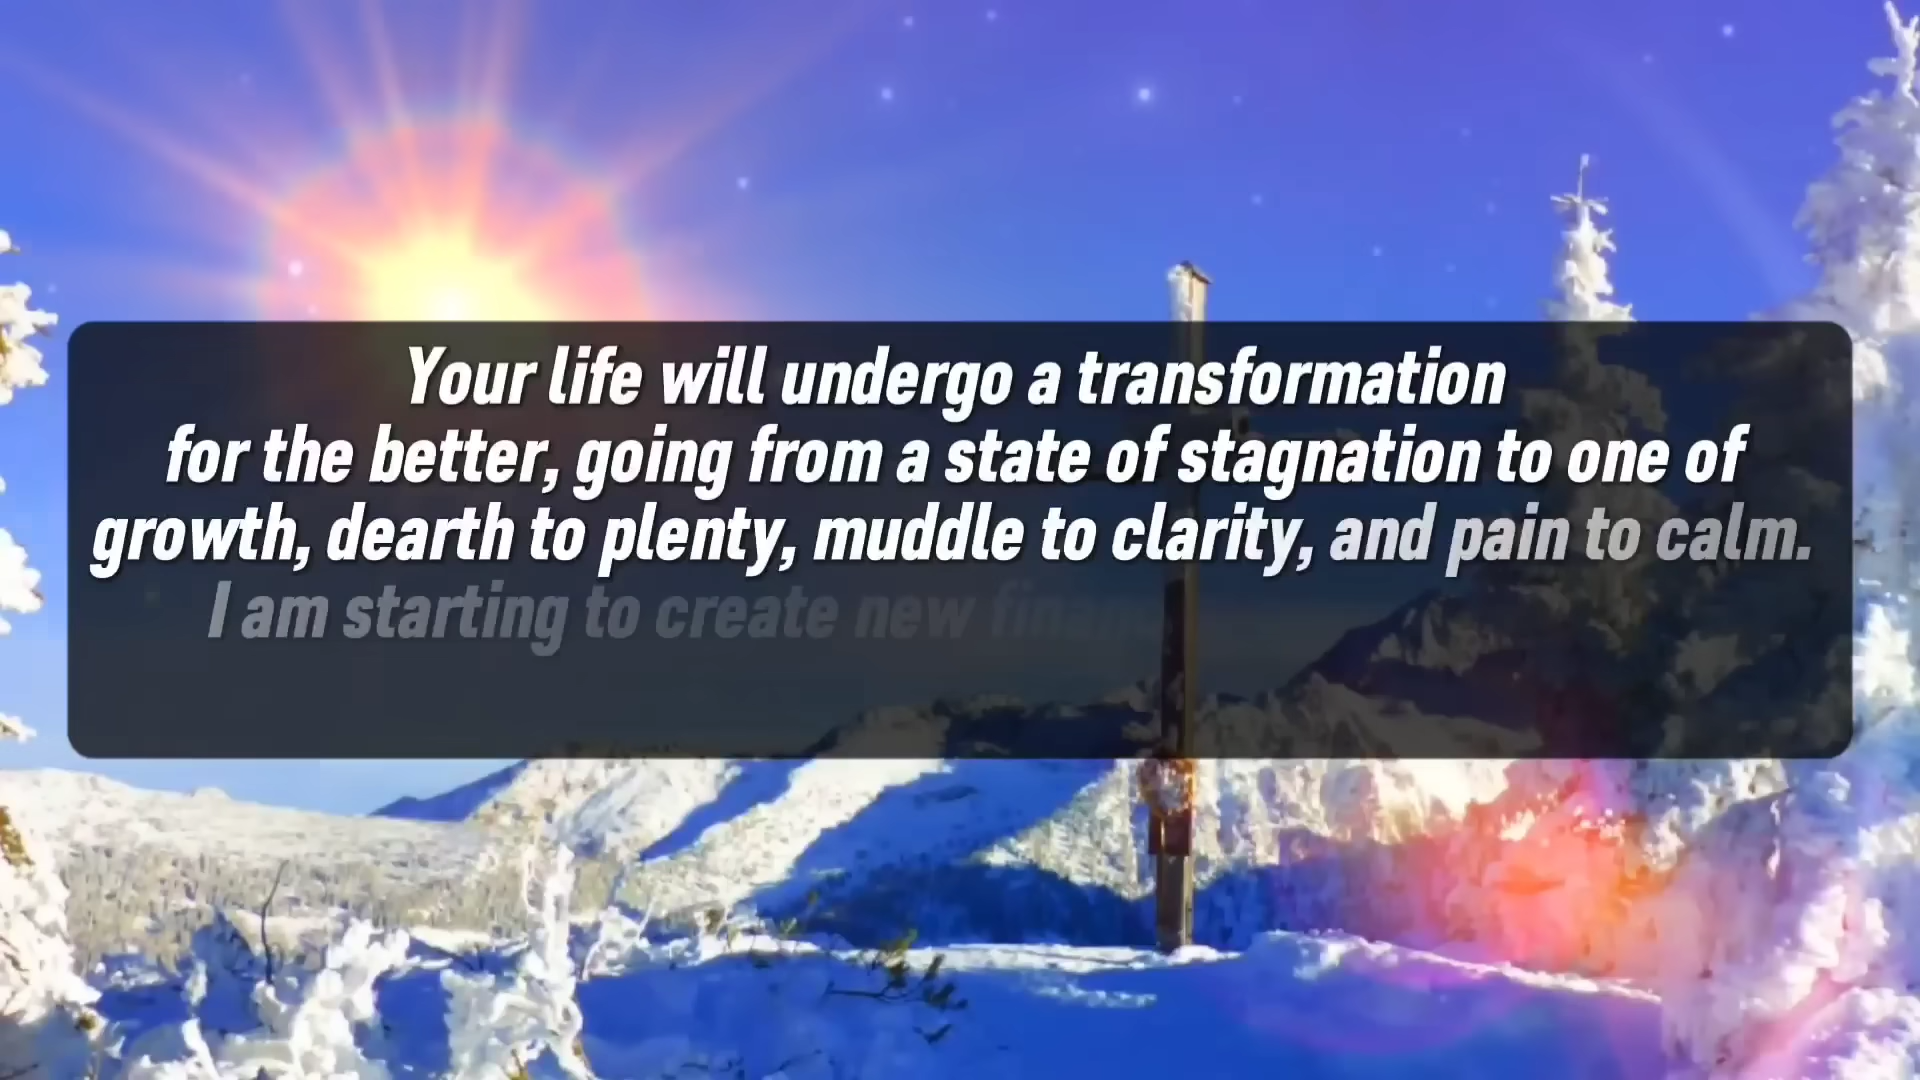 Your life will undergo a transformation
for the better, going from a state of stagnation to one of
growth, dearth to plenty, muddle to clarity, and pain to calm.
I am starting to create new